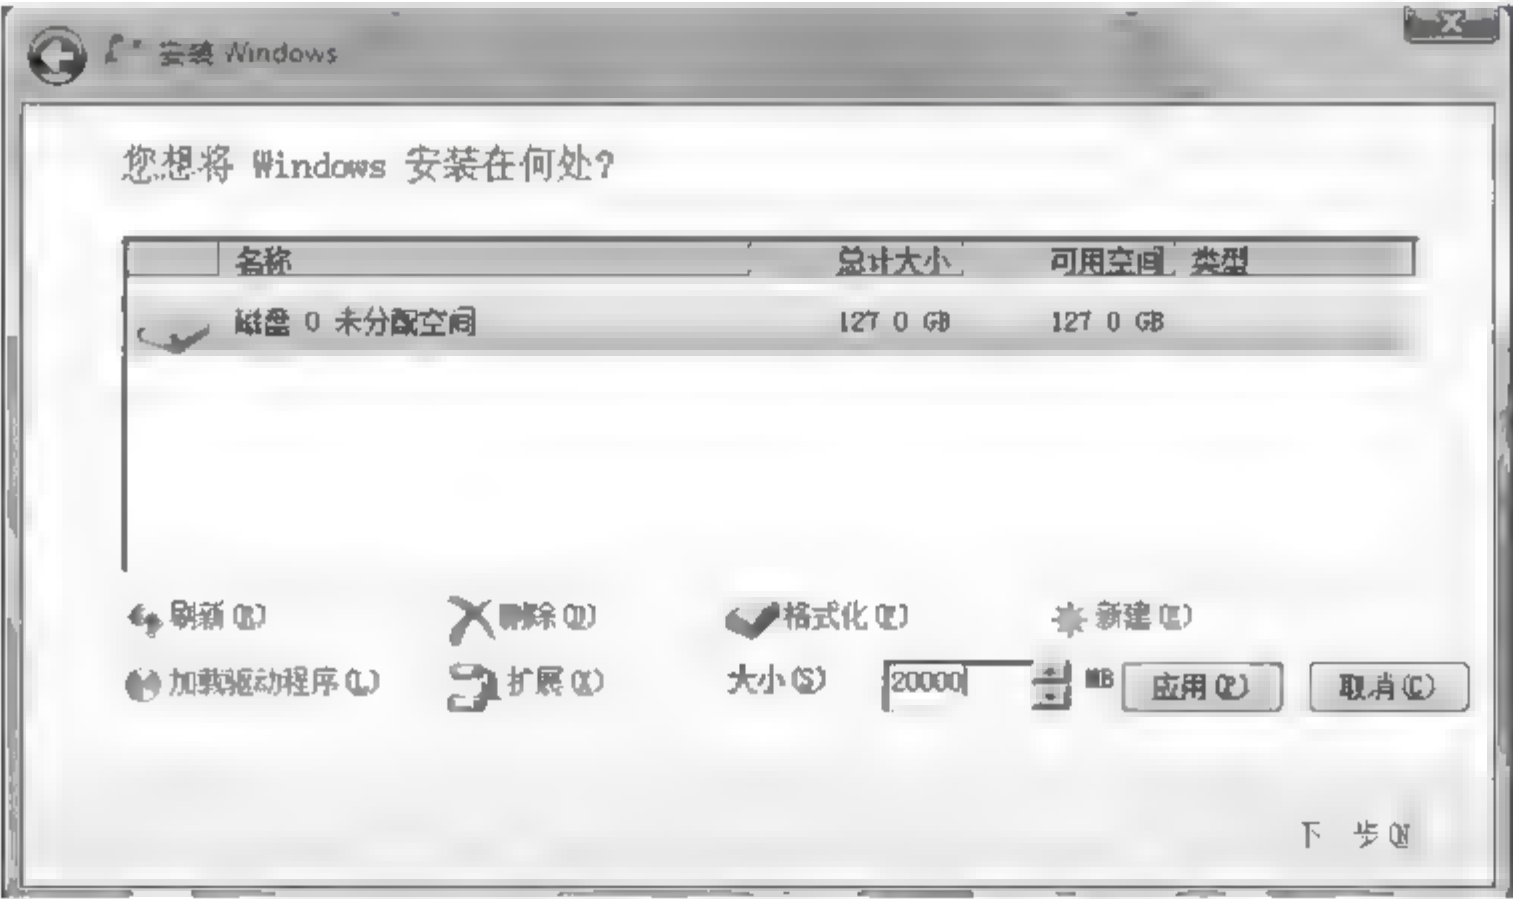 安装 Windows
您想将 Windows 安装在何处?
名称 总计大小 可用空间 类型
磁盘 0 未分配空间 127 0 GB 127 0 GB
刷新(R) 删除(D) 格式化(F) 新建(E)
加载驱动程序(L) 扩展(X) 大小(S) 20000 MB 应用(P) 取消(C)
下 步(N